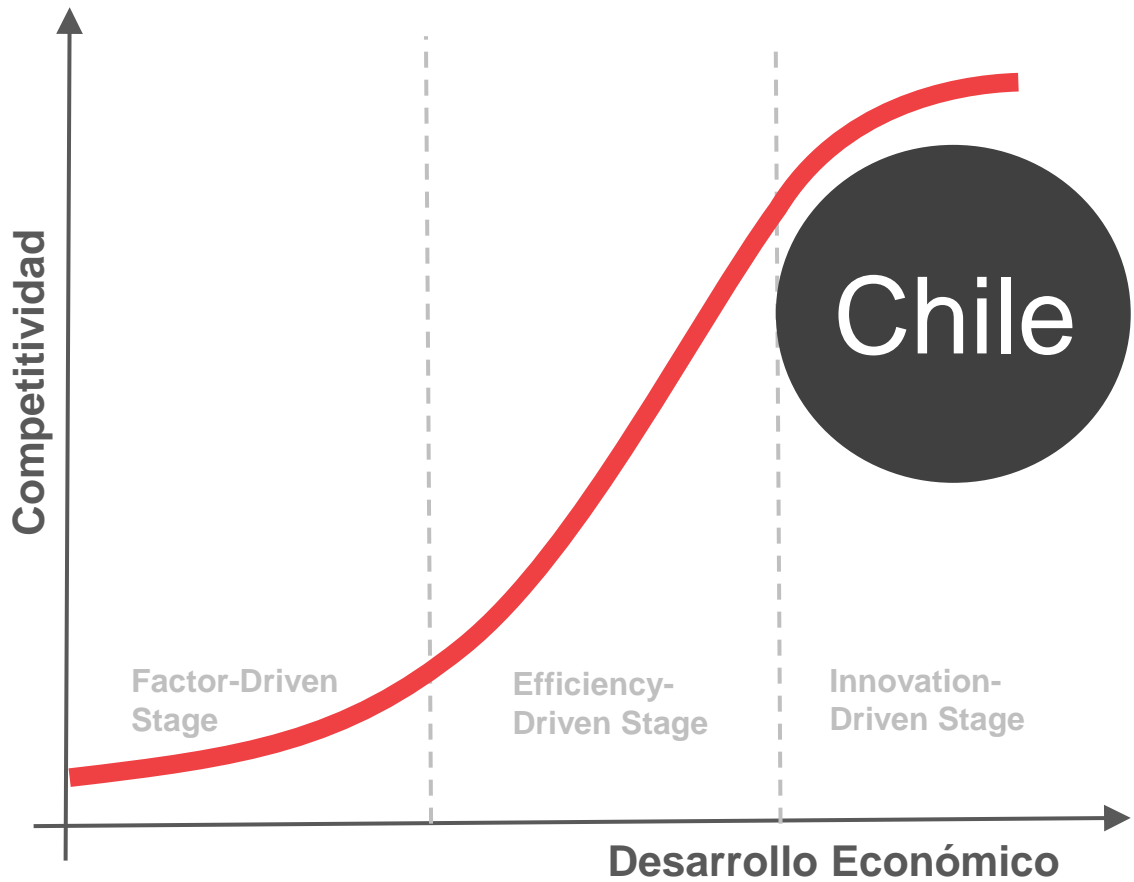 Competitividad
Chile
Factor-Driven
Stage
Efficiency-
Driven Stage
Innovation-
Driven Stage
Desarrollo Económico